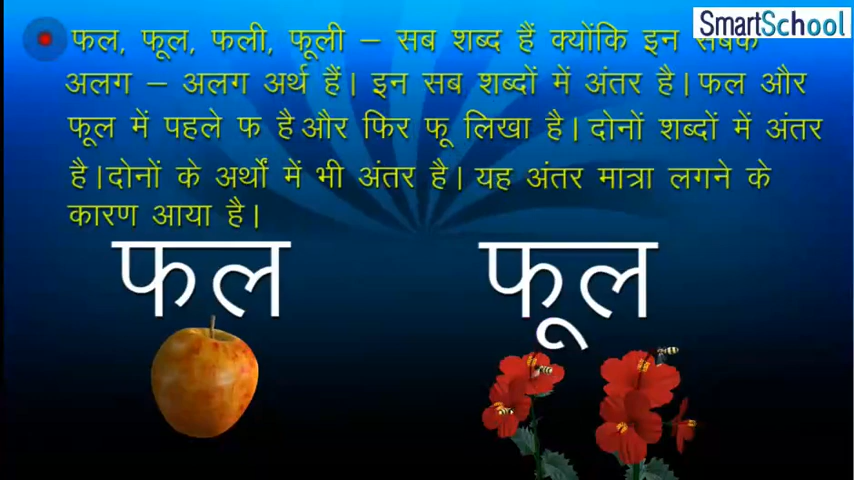 SmartSchool
फल, फूल, फली, फूली – सब शब्द हैं क्योंकि इन सबके
अलग – अलग अर्थ हैं। इन सब शब्दों में अंतर है। फल और
फूल में पहले फ है और फिर फू लिखा है। दोनों शब्दों में अंतर
है। दोनों के अर्थों में भी अंतर है। यह अंतर मात्रा लगने के
कारण आया है।
फल फूल